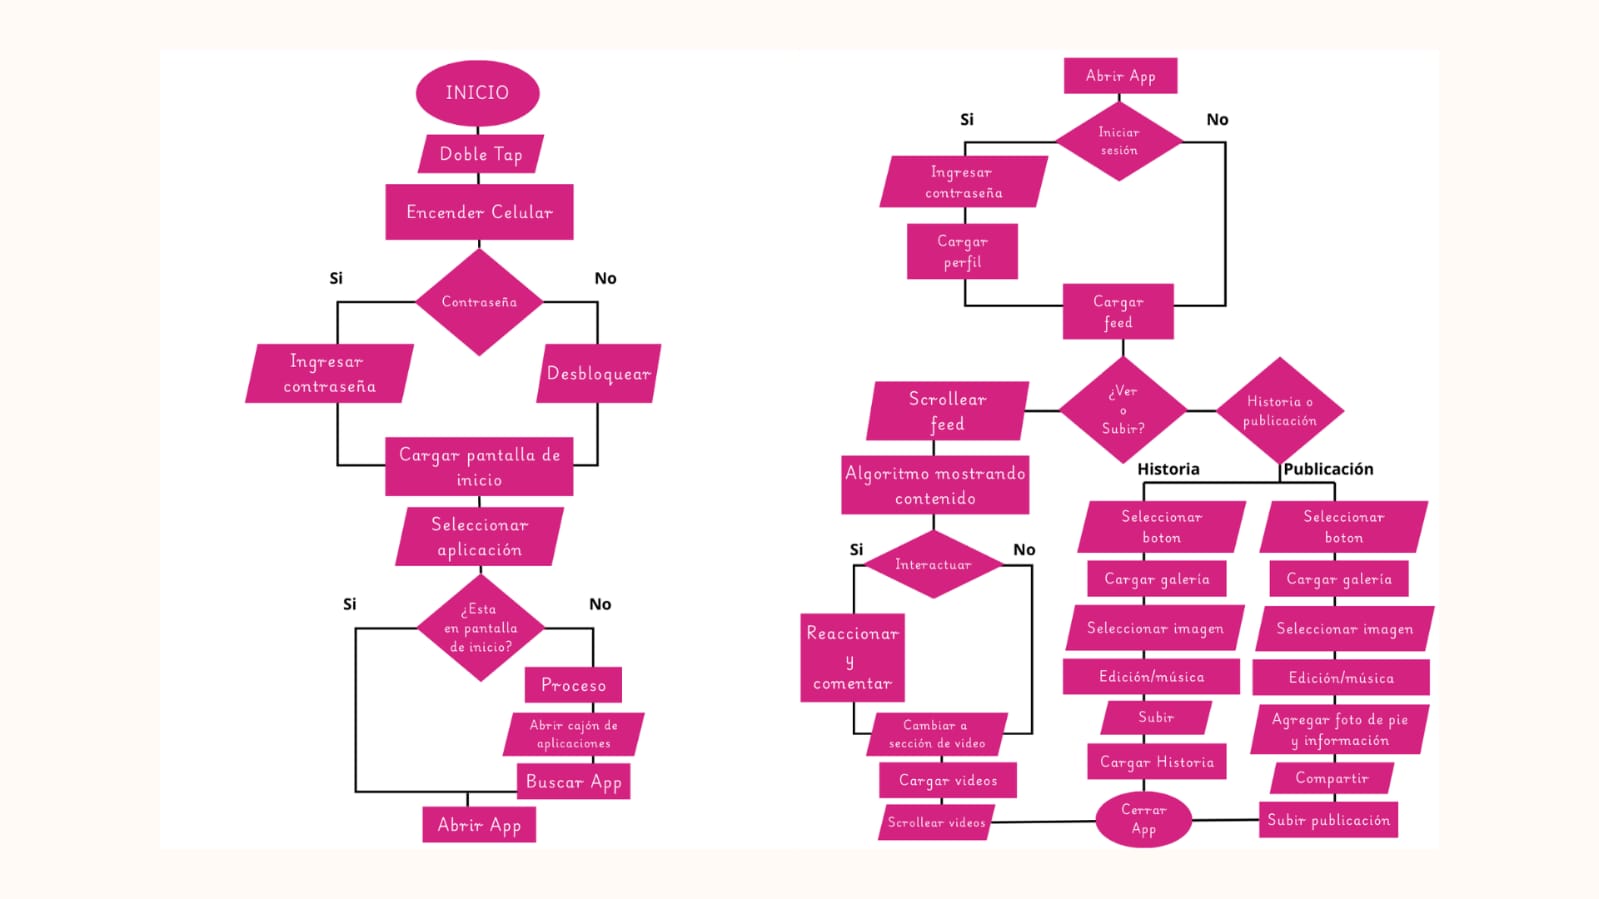 INICIO
Doble Tap
Encender Celular
Si
No
Contraseña
Ingresar
contraseña
Desbloquear
Cargar pantalla de
inicio
Seleccionar
aplicación
Si
No
¿Esta
en pantalla
de inicio?
Proceso
Abrir cajón de
aplicaciones
Buscar App
Abrir App
Abrir App
Si
No
Iniciar
sesión
Ingresar
contraseña
Cargar
perfil
Cargar
feed
¿Ver
o
Subir?
Scrollear
feed
Algoritmo mostrando
contenido
Si
No
Interactuar
Reaccionar
y
comentar
Cambiar a
sección de video
Cargar videos
Scrollear videos
Historia o
publicación
Historia
Publicación
Seleccionar
boton
Cargar galería
Seleccionar imagen
Edición/música
Subir
Cargar Historia
Seleccionar
boton
Cargar galería
Seleccionar imagen
Edición/música
Agregar foto de pie
y información
Compartir
Subir publicación
Cerrar
App